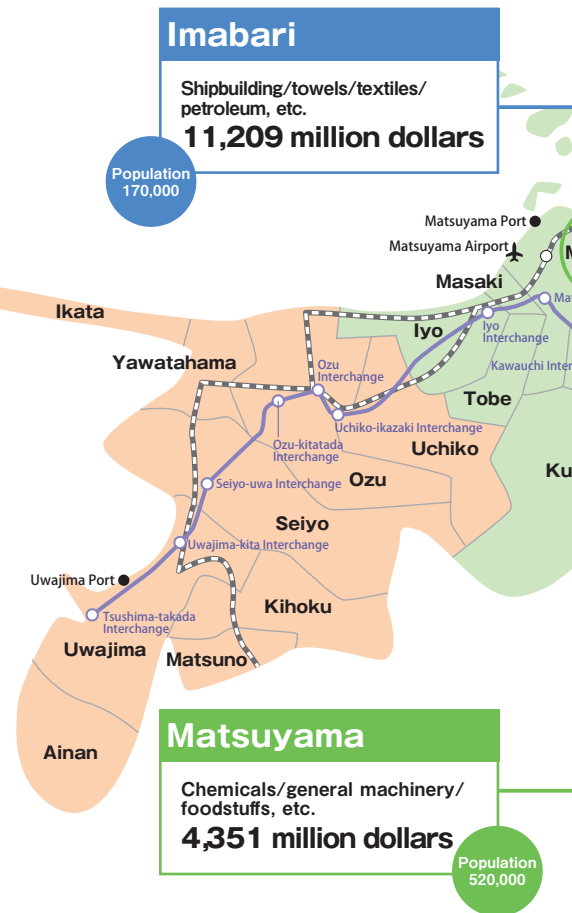 Imabari
Shipbuilding/towels/textiles/
petroleum, etc.
11,209 million dollars
Population
170,000
Matsuyama Port
Matsuyama Airport
M
Masaki
Ikata
Iyo
Iyo
Interchange
Mat
Yawatahama
Ozu
Interchange
Kawauchi Inter
Tobe
Uchiko-ikazaki Interchange
Ozu-kitatada
Interchange
Uchiko
Ku
Seiyo-uwa Interchange
Ozu
Seiyo
Uwajima-kita Interchange
Uwajima Port
Kihoku
Tsushima-takada
Interchange
Uwajima
Matsuno
Ainan
Matsuyama
Chemicals/general machinery/
foodstuffs, etc.
4,351 million dollars
Population
520,000